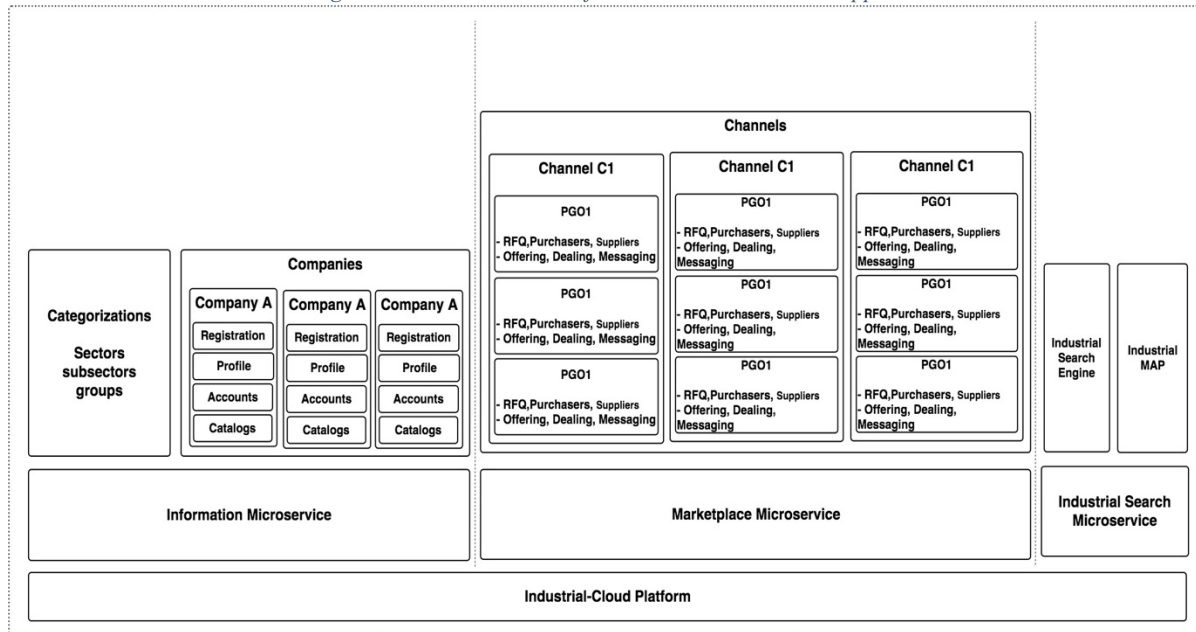 Categorizations
Sectors
subsectors
groups
Companies
Company A
Registration
Profile
Accounts
Catalogs
Company A
Registration
Profile
Accounts
Catalogs
Company A
Registration
Profile
Accounts
Catalogs
Information Microservice
Channels
Channel C1
PGO1
- RFQ,Purchasers, Suppliers
- Offering, Dealing, Messaging
PGO1
- RFQ,Purchasers, Suppliers
- Offering, Dealing, Messaging
PGO1
- RFQ,Purchasers, Suppliers
- Offering, Dealing, Messaging
Channel C1
PGO1
- RFQ,Purchasers, Suppliers
- Offering, Dealing,
Messaging
PGO1
- RFQ,Purchasers, Suppliers
- Offering, Dealing,
Messaging
PGO1
- RFQ,Purchasers, Suppliers
- Offering, Dealing,
Messaging
Channel C1
PGO1
- RFQ,Purchasers, Suppliers
- Offering, Dealing,
Messaging
PGO1
- RFQ,Purchasers, Suppliers
- Offering, Dealing,
Messaging
PGO1
- RFQ,Purchasers, Suppliers
- Offering, Dealing,
Messaging
Marketplace Microservice
Industrial
Search
Engine
Industrial
MAP
Industrial Search
Microservice
Industrial-Cloud Platform